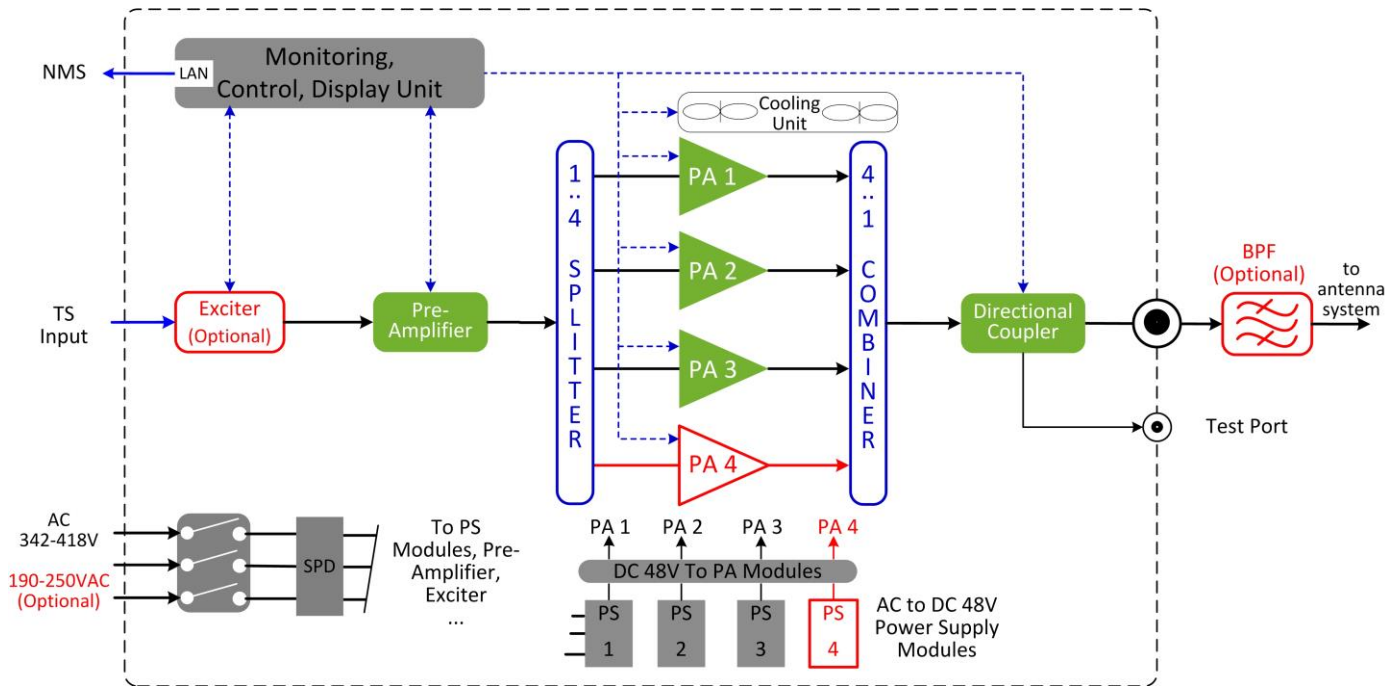 Monitoring,
Control, Display Unit
LAN
NMS
Cooling
Unit
1
:
:
4
S
P
L
I
T
T
E
R
PA 1
PA 2
PA 3
PA 4
4
:
:
1
C
O
M
B
I
N
E
R
TS
Input
Exciter
(Optional)
Pre-
Amplifier
Directional
Coupler
BPF
(Optional)
to
antenna
system
Test Port
AC
342-418V
190-250VAC
(Optional)
SPD
To PS
Modules, Pre-
Amplifier,
Exciter
...
PA 1 PA 2 PA 3 PA 4
DC 48V To PA Modules
PS PS PS PS
1 2 3 4
AC to DC 48V
Power Supply
Modules